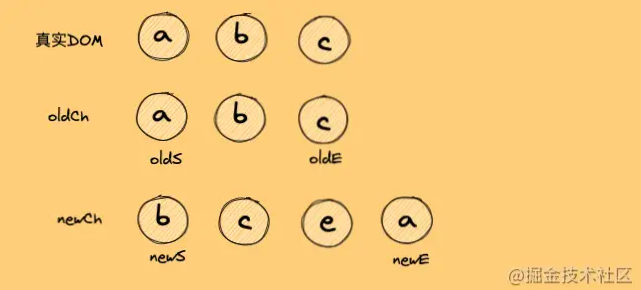 真实DOM a b c
oldCh a b c
oldS oldE
newCh b c e a
newS newE
@掘金技术社区